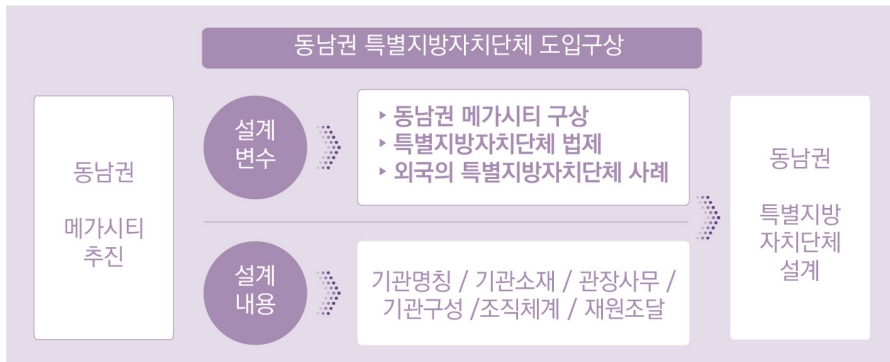 동남권 특별지방자치단체 도입구상
동남권
메가시티
추진
설계
변수
▸ 동남권 메가시티 구상
▸ 특별지방자치단체 법제
▸ 외국의 특별지방자치단체 사례
설계
내용
기관명칭 / 기관소재 / 관장사무 /
기관구성 /조직체계 / 재원조달
동남권
특별지방
자치단체
설계